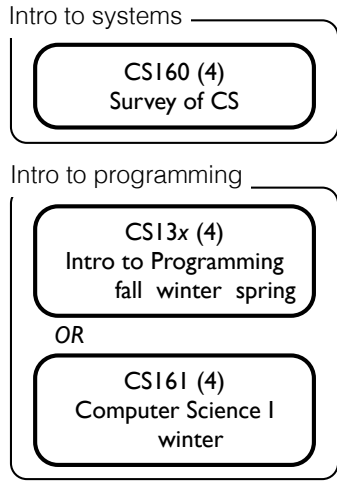 Intro to systems
CS160 (4)
Survey of CS
Intro to programming
CS13x (4)
Intro to Programming
fall winter spring
OR
CS161 (4)
Computer Science I
winter